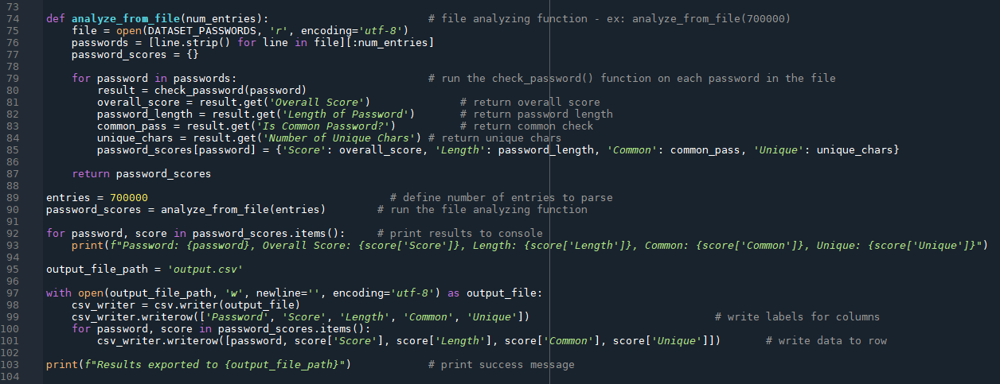 73
74 def analyze_from_file(num_entries): # file analyzing function - ex: analyze_from_file(700000)
75 file = open(DATASET_PASSWORDS, 'r', encoding='utf-8')
76 passwords = [line.strip() for line in file][:num_entries]
77 password_scores = {}
78
79 for password in passwords: # run the check_password() function on each password in the file
80 result = check_password(password)
81 overall_score = result.get('Overall Score') # return overall score
82 password_length = result.get('Length of Password') # return password length
83 common_pass = result.get('Is Common Password?') # return common check
84 unique_chars = result.get('Number of Unique Chars') # return unique chars
85 password_scores[password] = {'Score': overall_score, 'Length': password_length, 'Common': common_pass, 'Unique': unique_chars}
86
87 return password_scores
88
89 entries = 700000 # define number of entries to parse
90 password_scores = analyze_from_file(entries) # run the file analyzing function
91
92 for password, score in password_scores.items(): # print results to console
93 print(f"Password: {password}, Overall Score: {score['Score']}, Length: {score['Length']}, Common: {score['Common']}, Unique: {score['Unique']}")
94
95 output_file_path = 'output.csv'
96
97 with open(output_file_path, 'w', newline='', encoding='utf-8') as output_file:
98 csv_writer = csv.writer(output_file)
99 csv_writer.writerow(['Password', 'Score', 'Length', 'Common', 'Unique']) # write labels for columns
100 for password, score in password_scores.items():
101 csv_writer.writerow([password, score['Score'], score['Length'], score['Common'], score['Unique']]) # write data to row
102
103 print(f"Results exported to {output_file_path}") # print success message
104